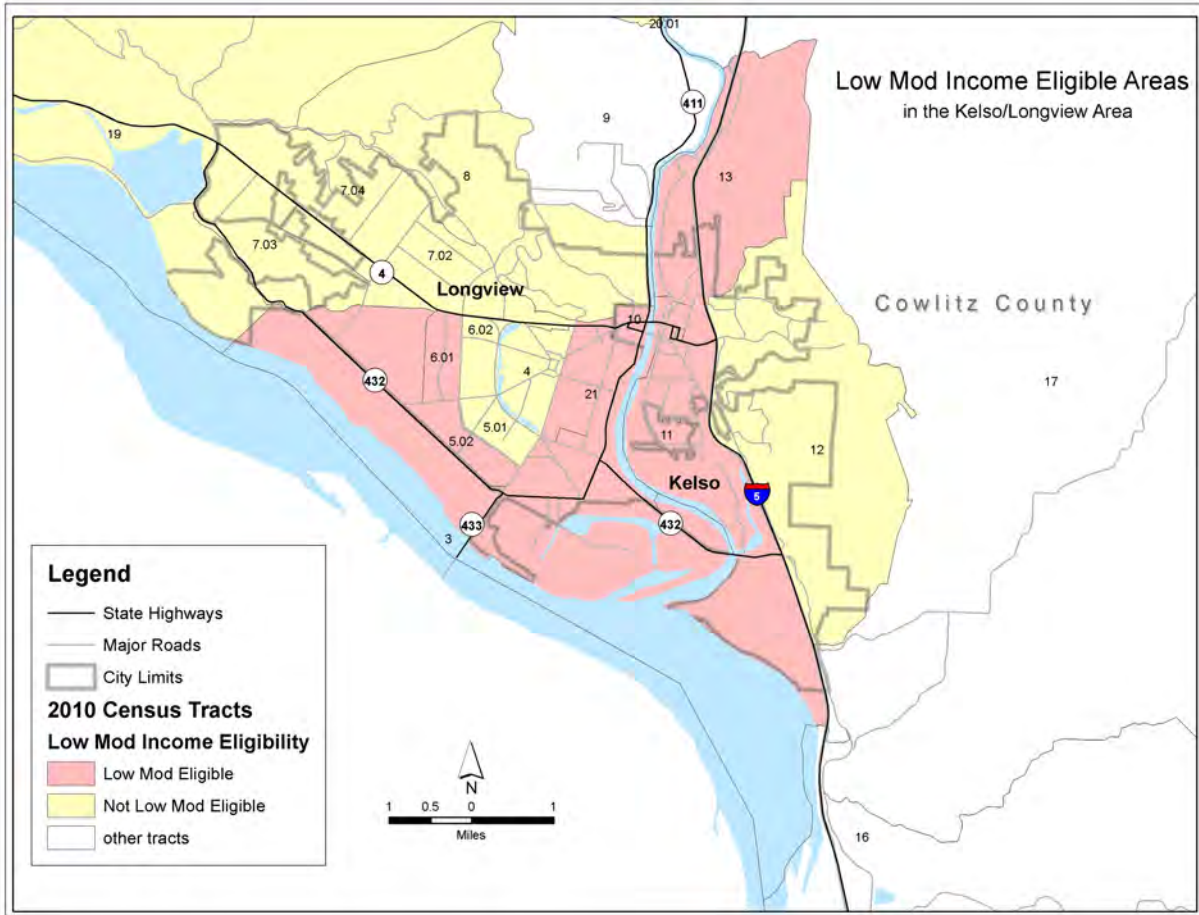 Low Mod Income Eligible Areas
in the Kelso/Longview Area
20.01
411
9
19
13
8
7.04
7.03
7.02
4
Longview
Cowlitz County
10
6.02
17
6.01
4
432
21
5.01
11
5.02
12
Kelso
5
433
432
3
Legend
State Highways
Major Roads
City Limits
2010 Census Tracts
Low Mod Income Eligibility
Low Mod Eligible
Not Low Mod Eligible
other tracts
N
1 0.5 0 1
Miles
16